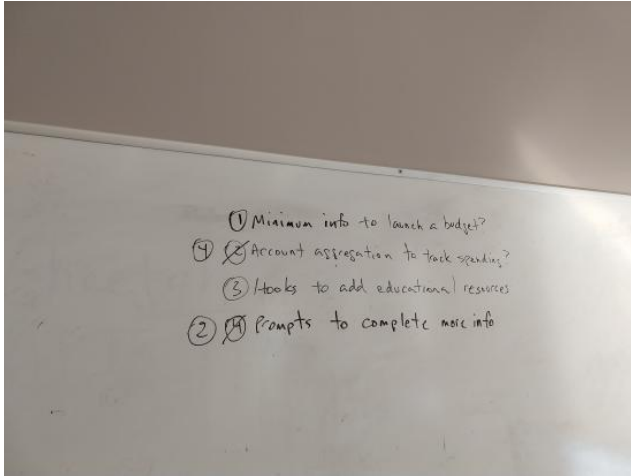 ① Minimum info to launch a budget?
④ ② Account aggregation to track spending?
③ Hooks to add educational resources
② ④ Prompts to complete more info